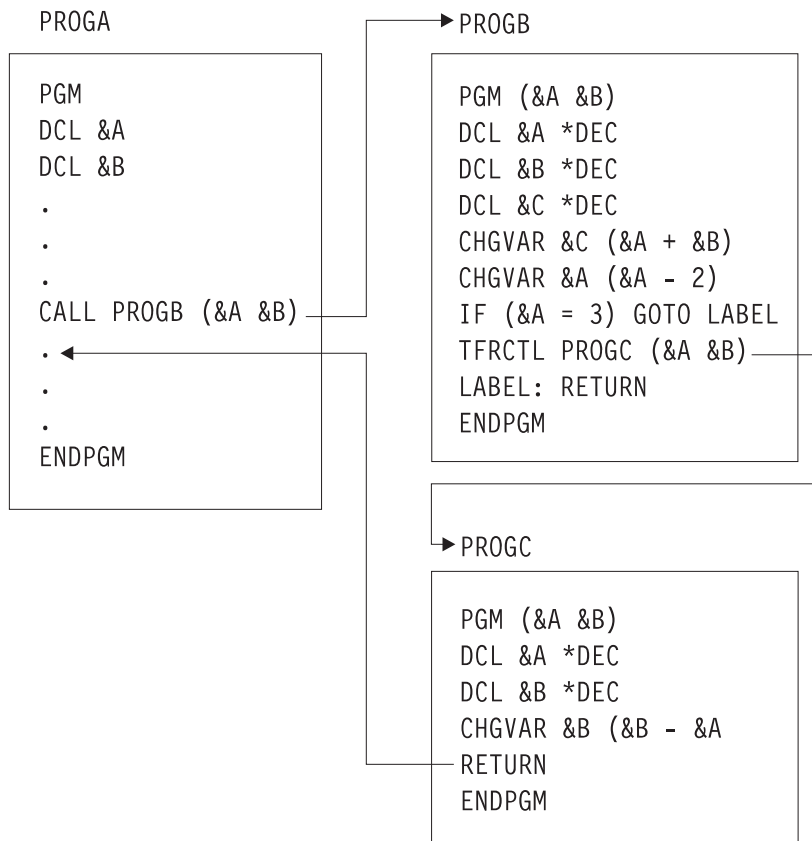 PROGA
PGM
DCL &A
DCL &B
.
.
.
CALL PROGB (&A &B)
.
.
.
ENDPGM
PROGB
PGM (&A &B)
DCL &A *DEC
DCL &B *DEC
DCL &C *DEC
CHGVAR &C (&A + &B)
CHGVAR &A (&A - 2)
IF (&A = 3) GOTO LABEL
TFRCTL PROGC (&A &B)
LABEL: RETURN
ENDPGM
PROGC
PGM (&A &B)
DCL &A *DEC
DCL &B *DEC
CHGVAR &B (&B - &A
RETURN
ENDPGM